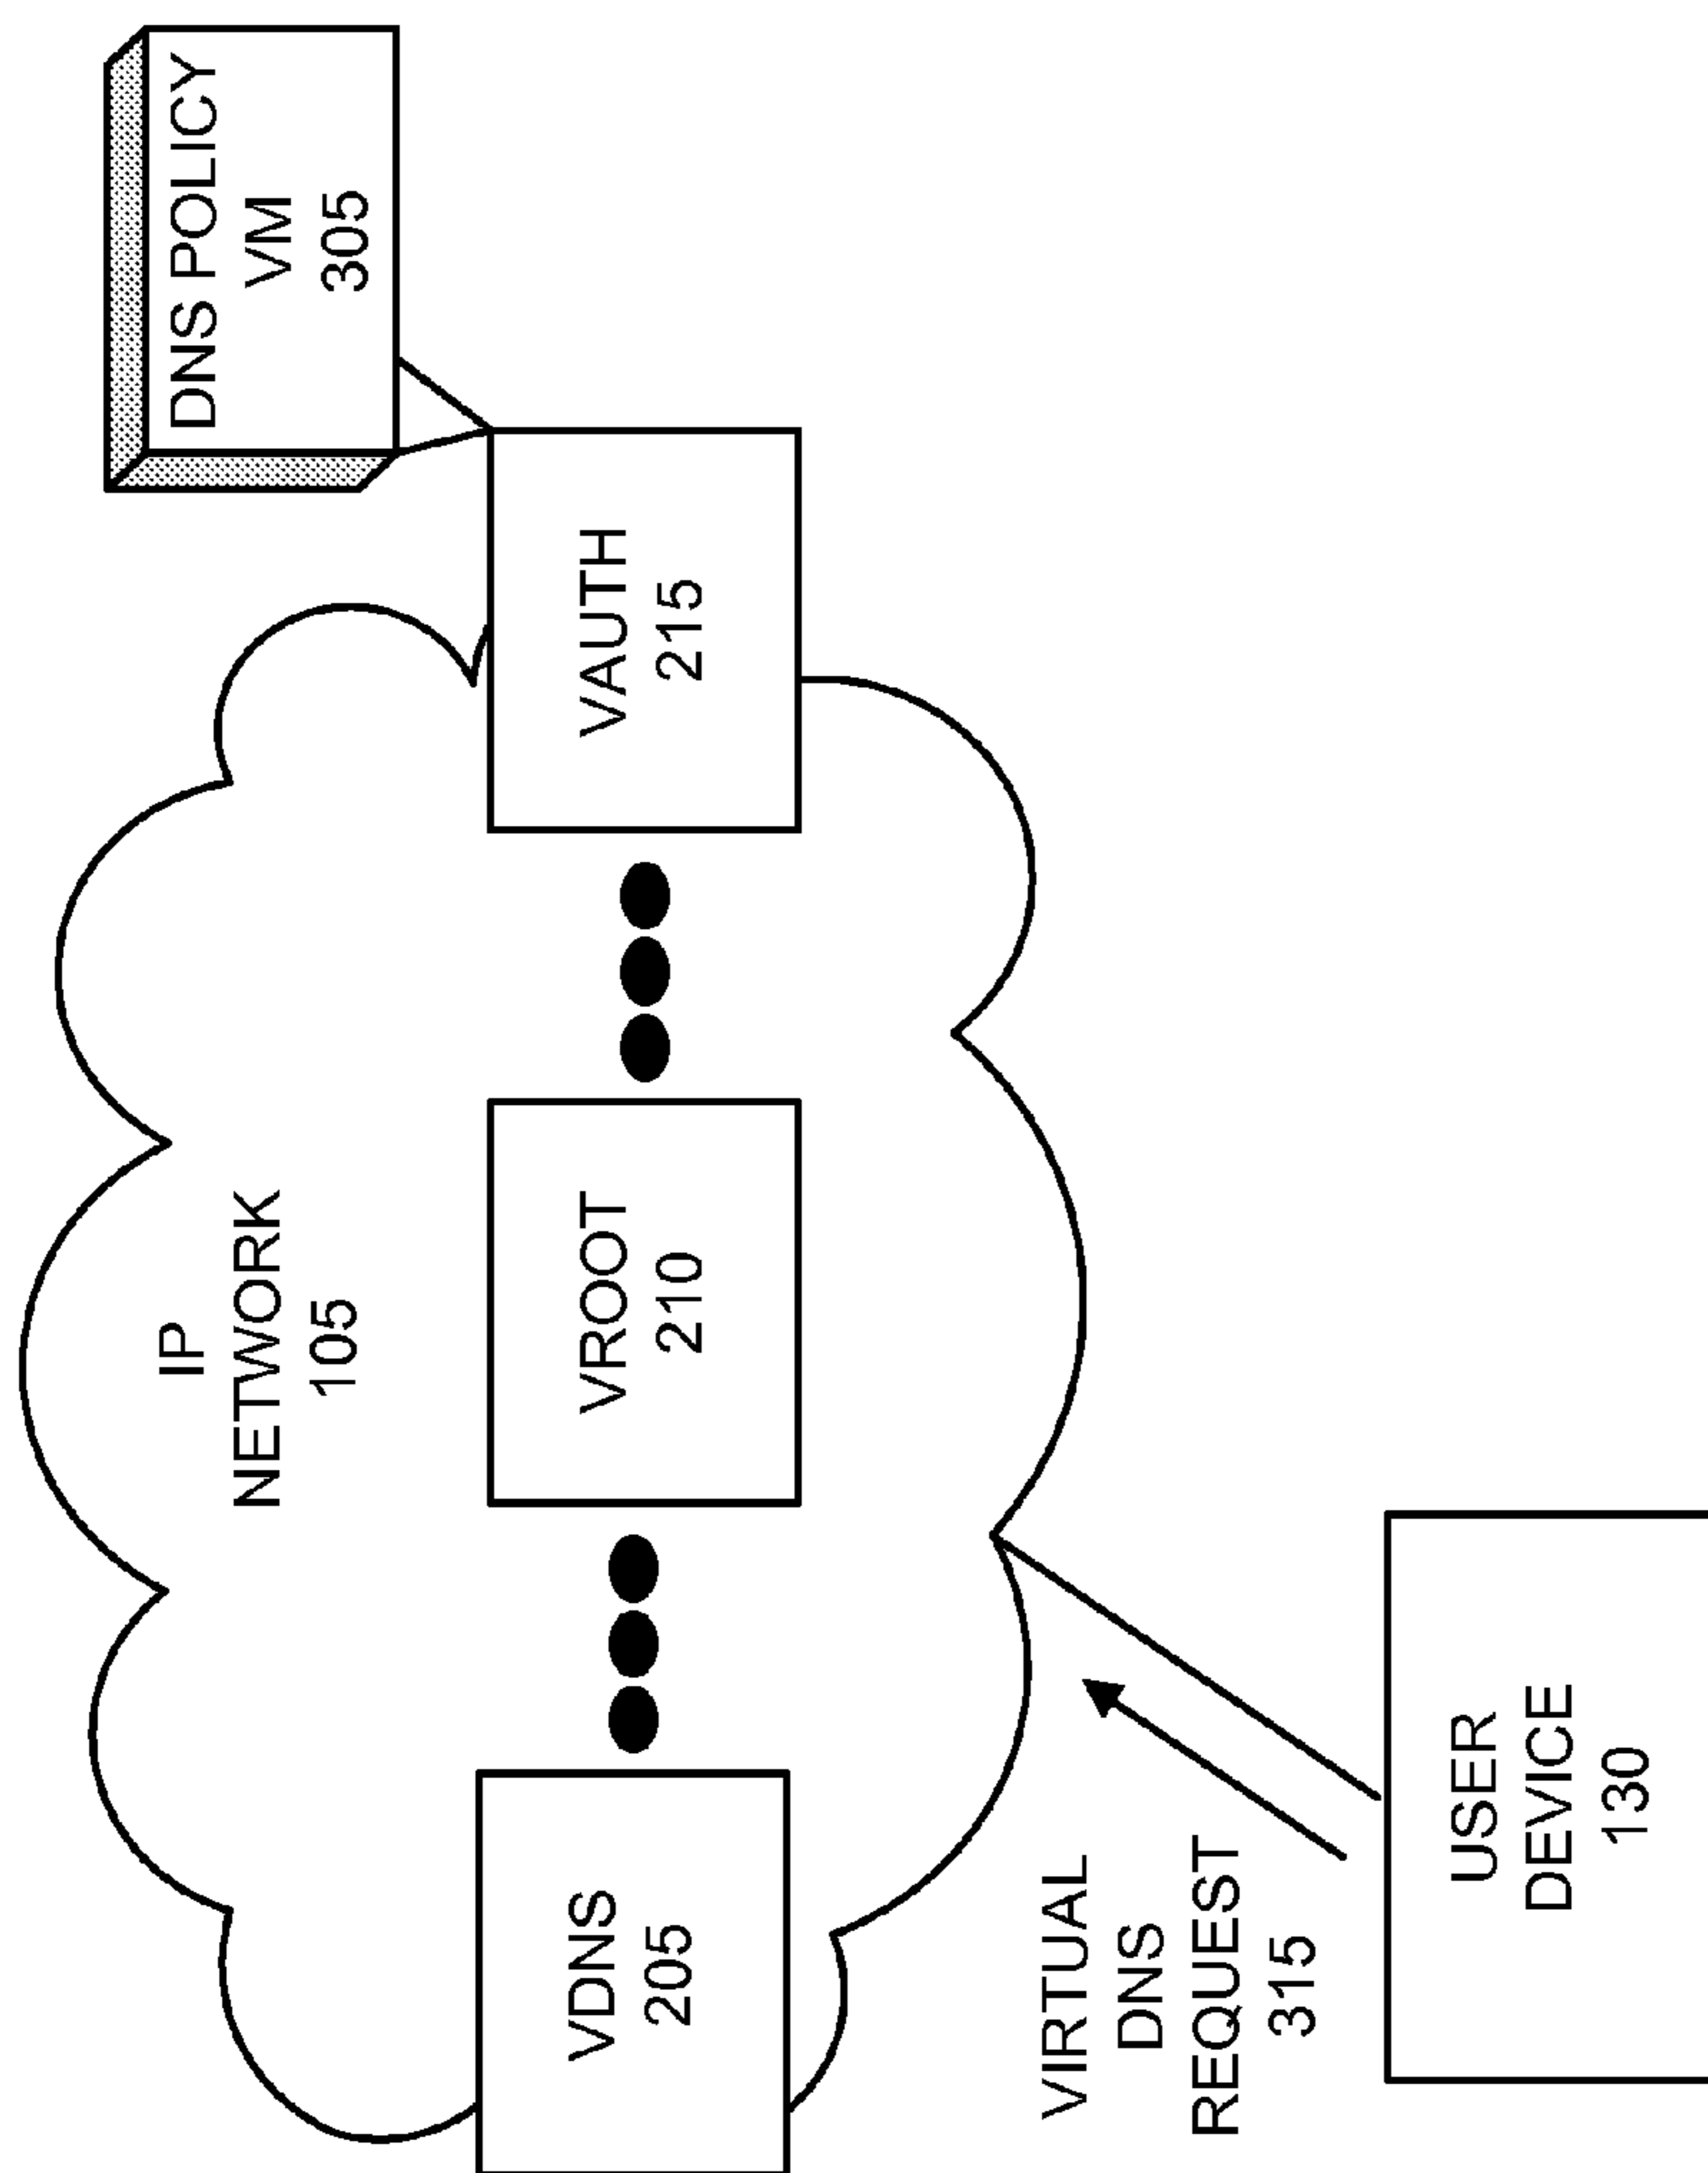 DNS POLICY
VM
305
IP
NETWORK
105
VDNS
205
VROOT
210
VAUTH
215
VIRTUAL
DNS
REQUEST
315
USER
DEVICE
130